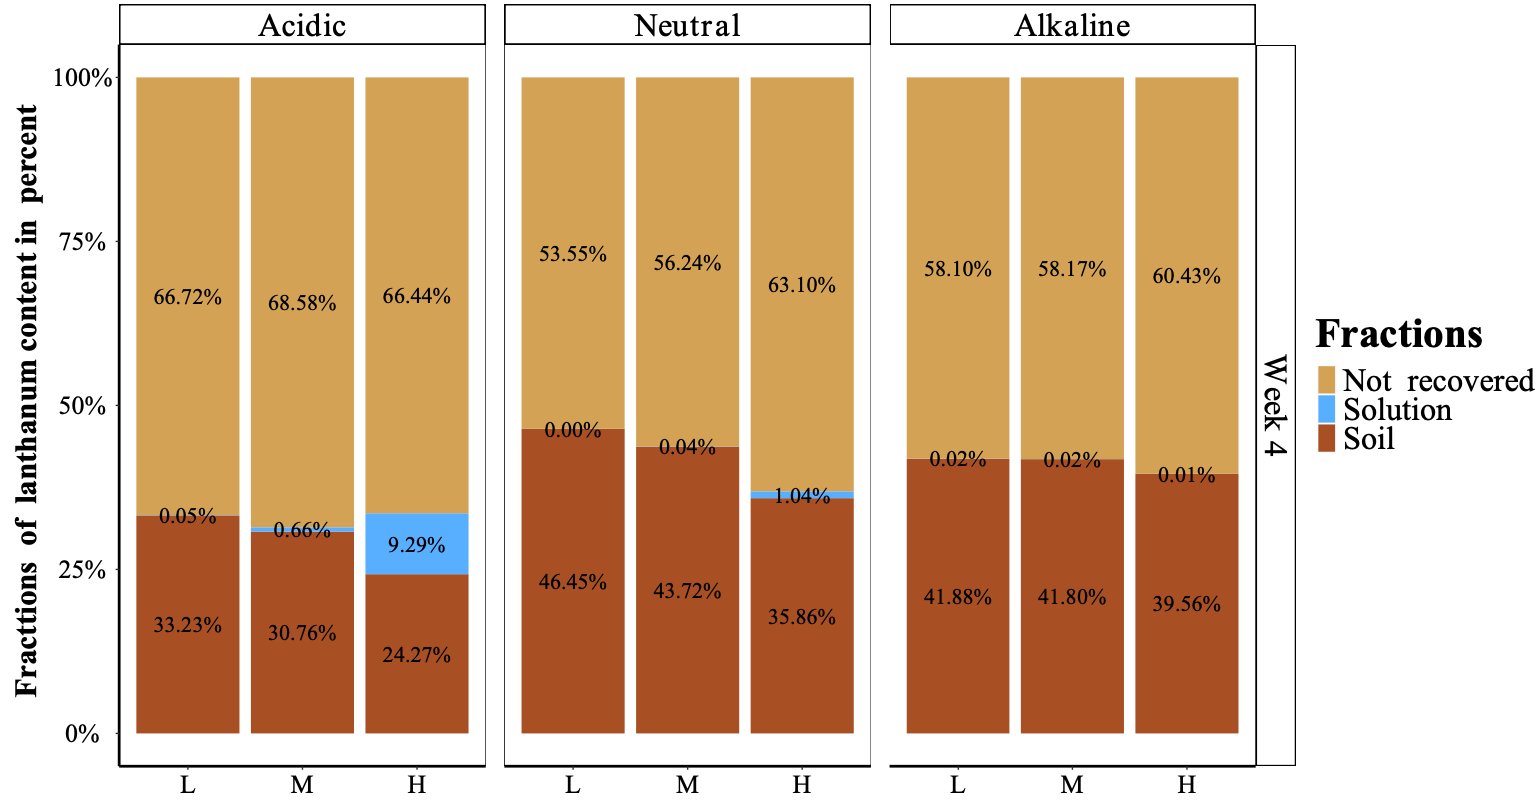 Acidic
Neutral
Alkaline
Fracttions of lanthanum content in percent
100%
75%
50%
25%
0%
66.72%
68.58%
66.44%
0.05%
0.66%
9.29%
33.23%
30.76%
24.27%
53.55%
56.24%
63.10%
0.00%
0.04%
1.04%
46.45%
43.72%
35.86%
58.10%
58.17%
60.43%
0.02%
0.02%
0.01%
41.88%
41.80%
39.56%
L M H
L M H
L M H
Week 4
Fractions
Not recovered
Solution
Soil